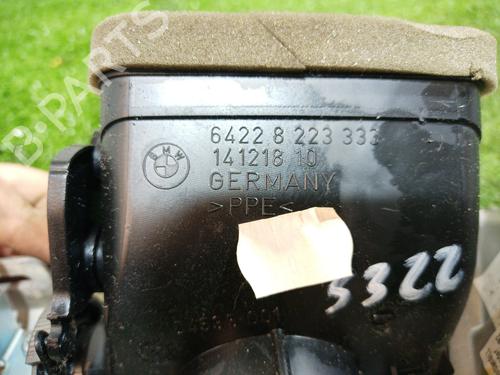 6422 8 223 333
BMW
141218 10
GERMANY
>PPE<
5322
B-PARTS